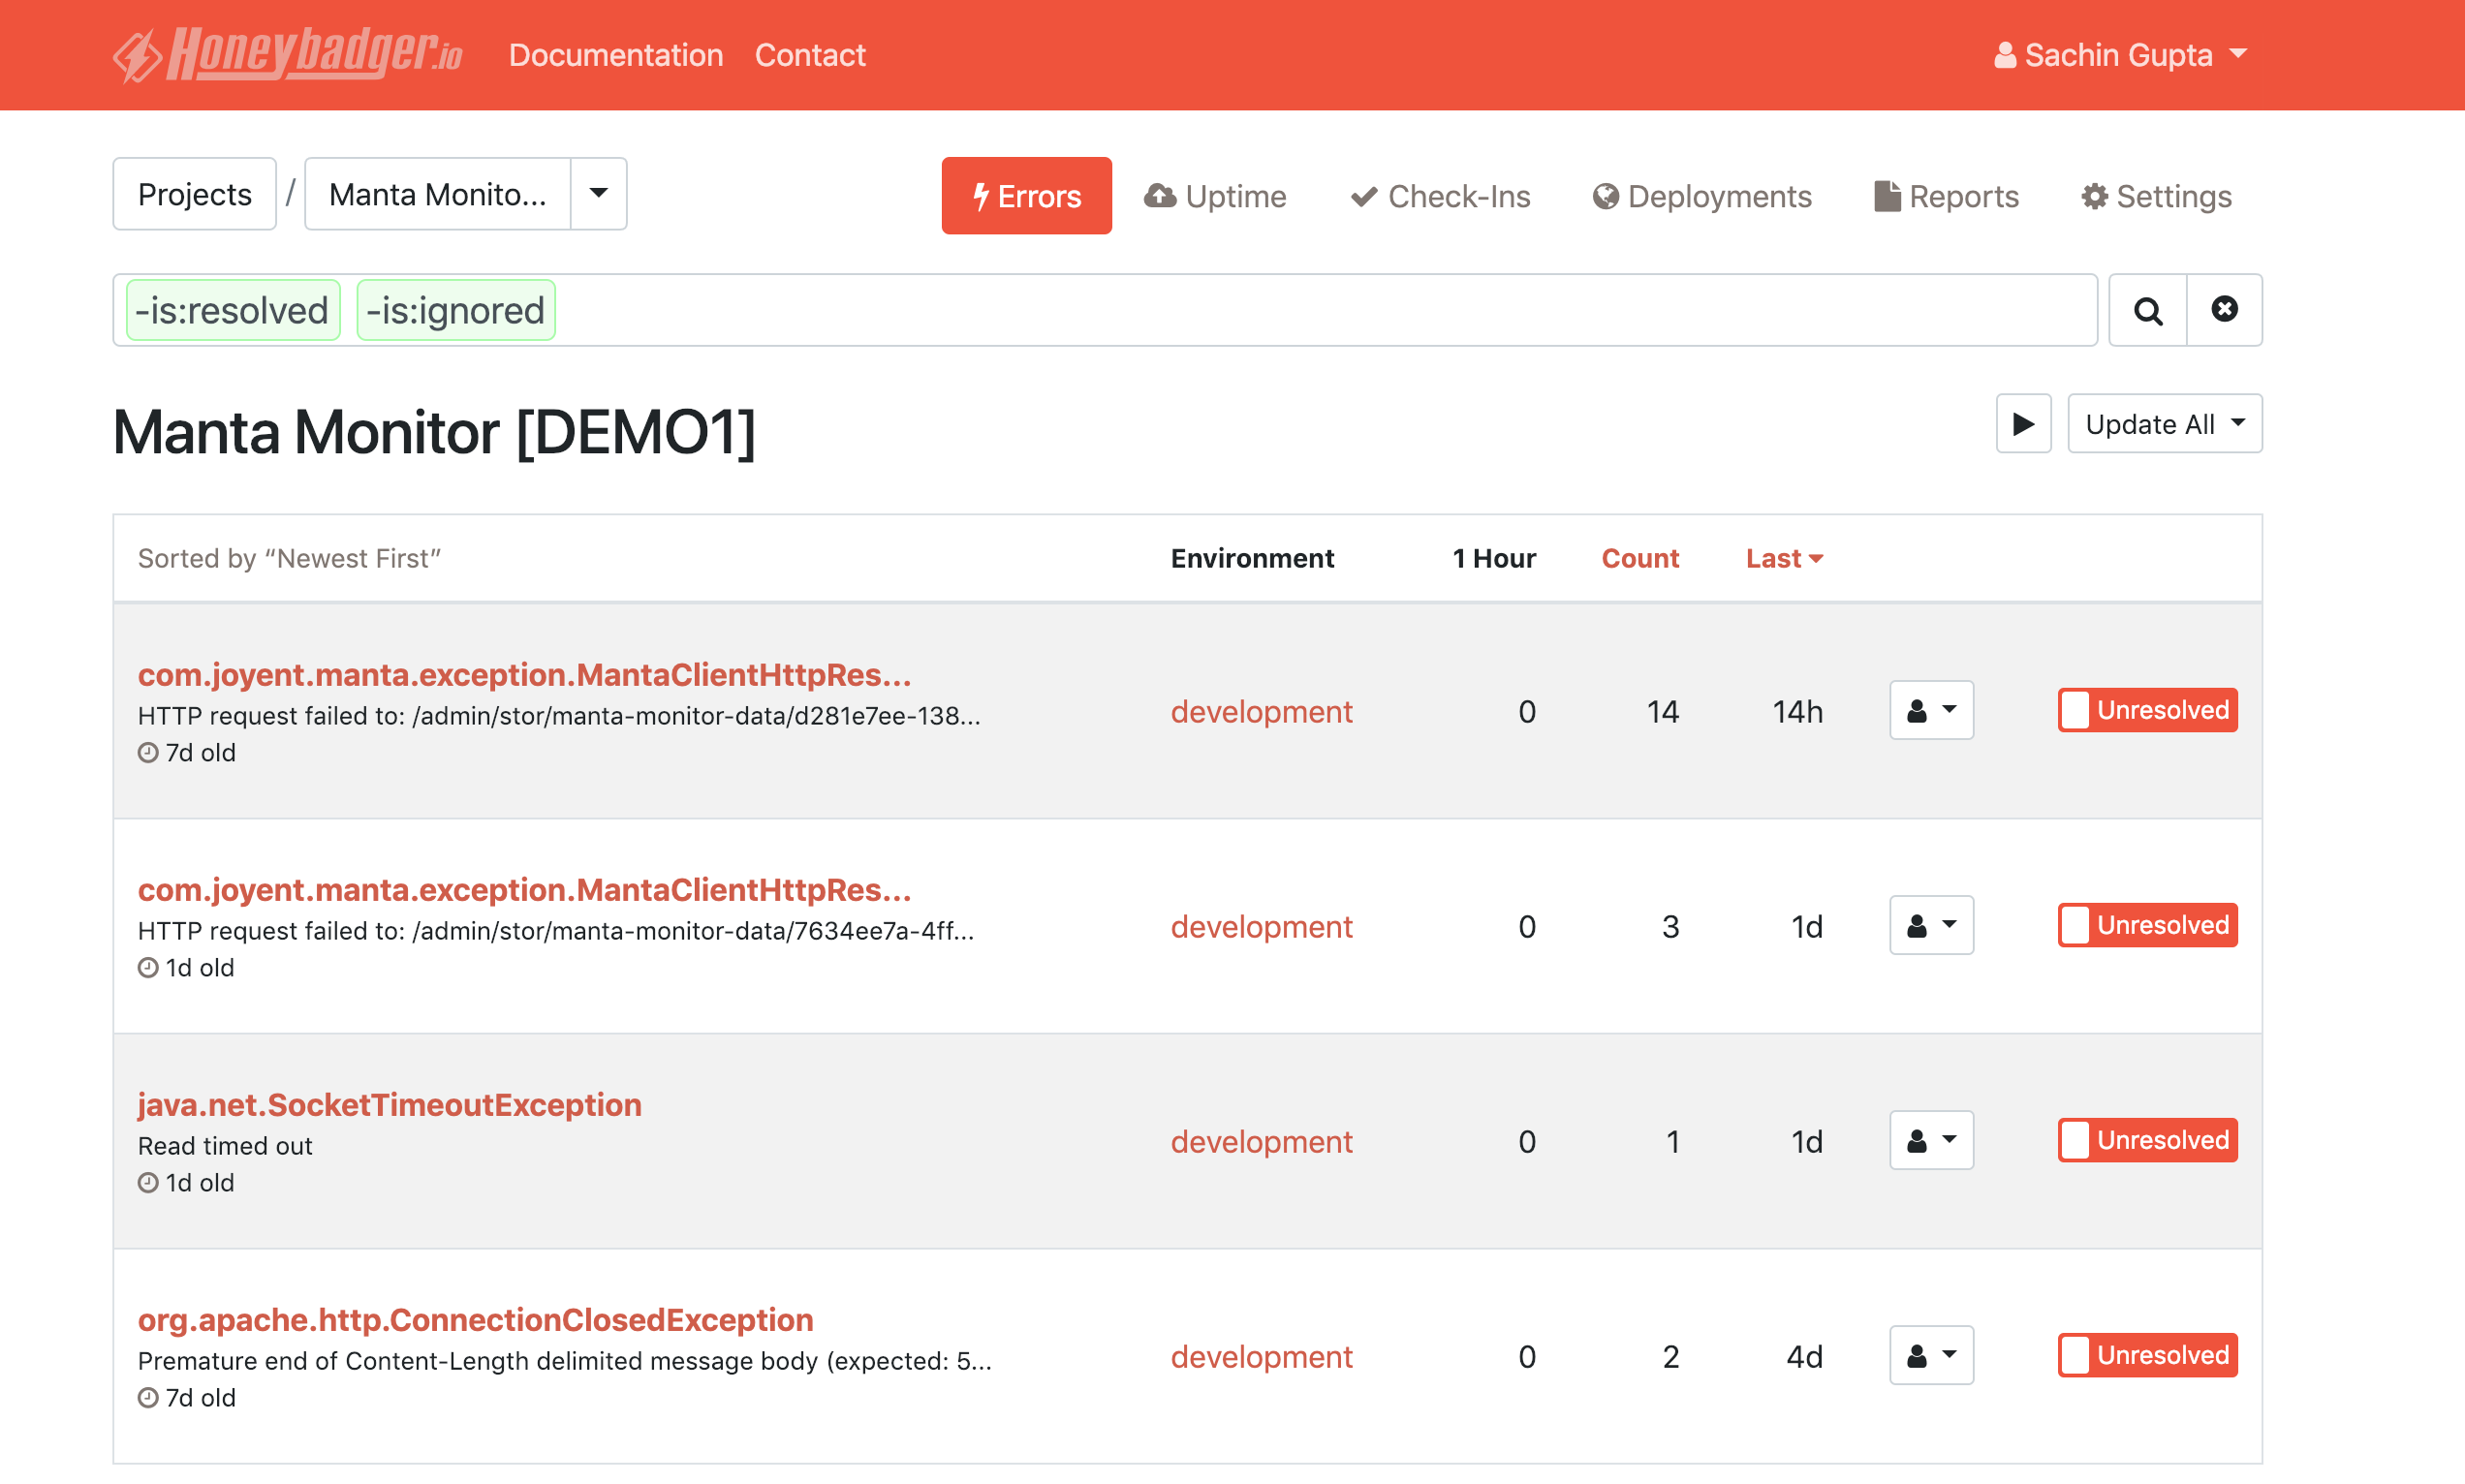 Honeybadger.io Documentation Contact Sachin Gupta
Projects / Manta Monito... Errors Uptime Check-Ins Deployments Reports Settings
-is:resolved -is:ignored
Manta Monitor [DEMO1] Update All
Sorted by “Newest First” Environment 1 Hour Count Last
com.joyent.manta.exception.MantaClientHttpRes...
HTTP request failed to: /admin/stor/manta-monitor-data/d281e7ee-138...
7d old
development 0 14 14h Unresolved
com.joyent.manta.exception.MantaClientHttpRes...
HTTP request failed to: /admin/stor/manta-monitor-data/7634ee7a-4ff...
1d old
development 0 3 1d Unresolved
java.net.SocketTimeoutException
Read timed out
1d old
development 0 1 1d Unresolved
org.apache.http.ConnectionClosedException
Premature end of Content-Length delimited message body (expected: 5...
7d old
development 0 2 4d Unresolved